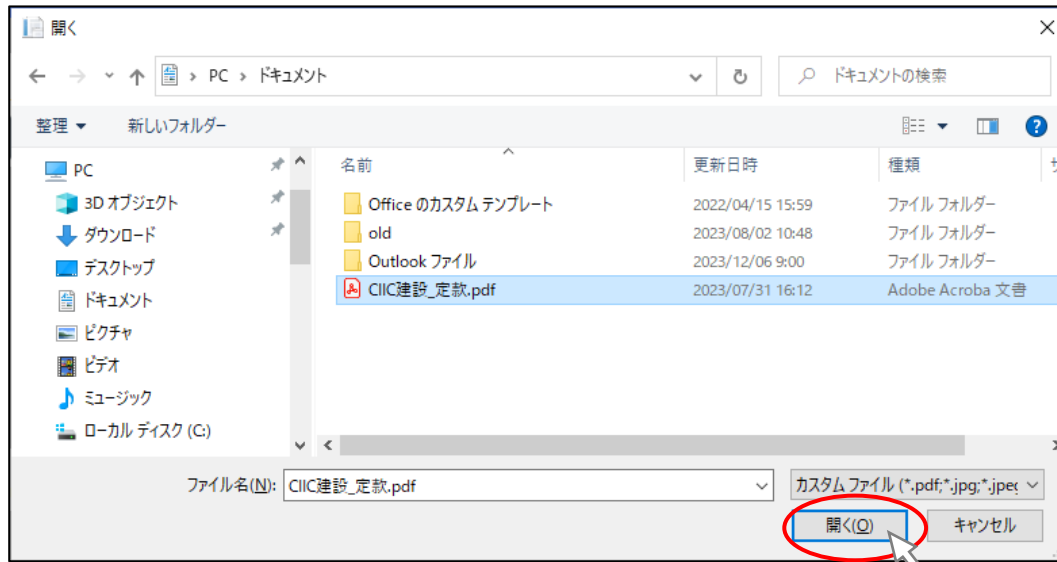 開く
PC › ドキュメント
ドキュメントの検索
整理
新しいフォルダー
PC
3D オブジェクト
ダウンロード
デスクトップ
ドキュメント
ピクチャ
ビデオ
ミュージック
ローカル ディスク (C:)
名前 更新日時 種類 サ
Office のカスタム テンプレート 2022/04/15 15:59 ファイル フォルダー
old 2023/08/02 10:48 ファイル フォルダー
Outlook ファイル 2023/12/06 9:00 ファイル フォルダー
CIIC建設_定款.pdf 2023/07/31 16:12 Adobe Acroba 文書
ファイル名(N): CIIC建設_定款.pdf
カスタム ファイル (*.pdf;*.jpg;*.jpeg
開く(O) キャンセル